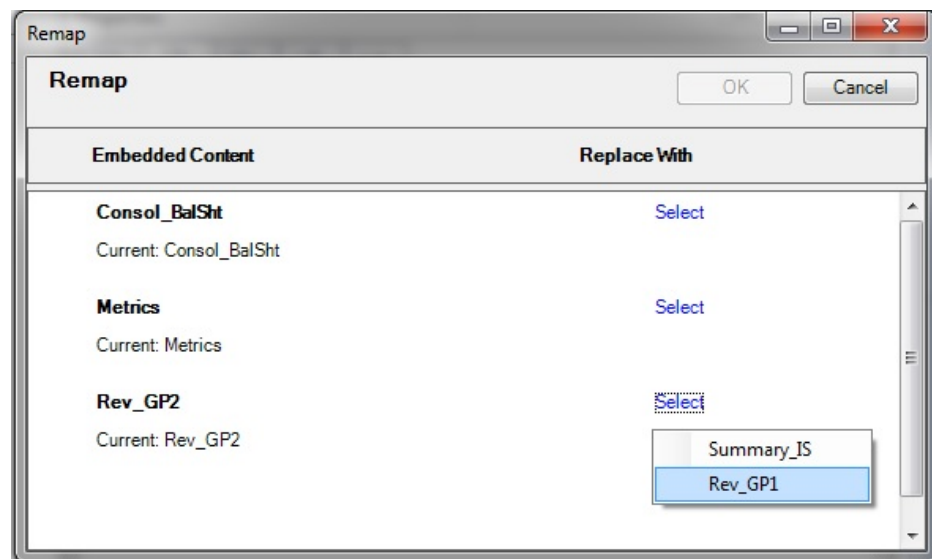 Remap
Remap
OK Cancel
Embedded Content Replace With
Consol_BalSht Select
Current: Consol_BalSht
Metrics Select
Current: Metrics
Rev_GP2 Select
Current: Rev_GP2
Summary_IS
Rev_GP1